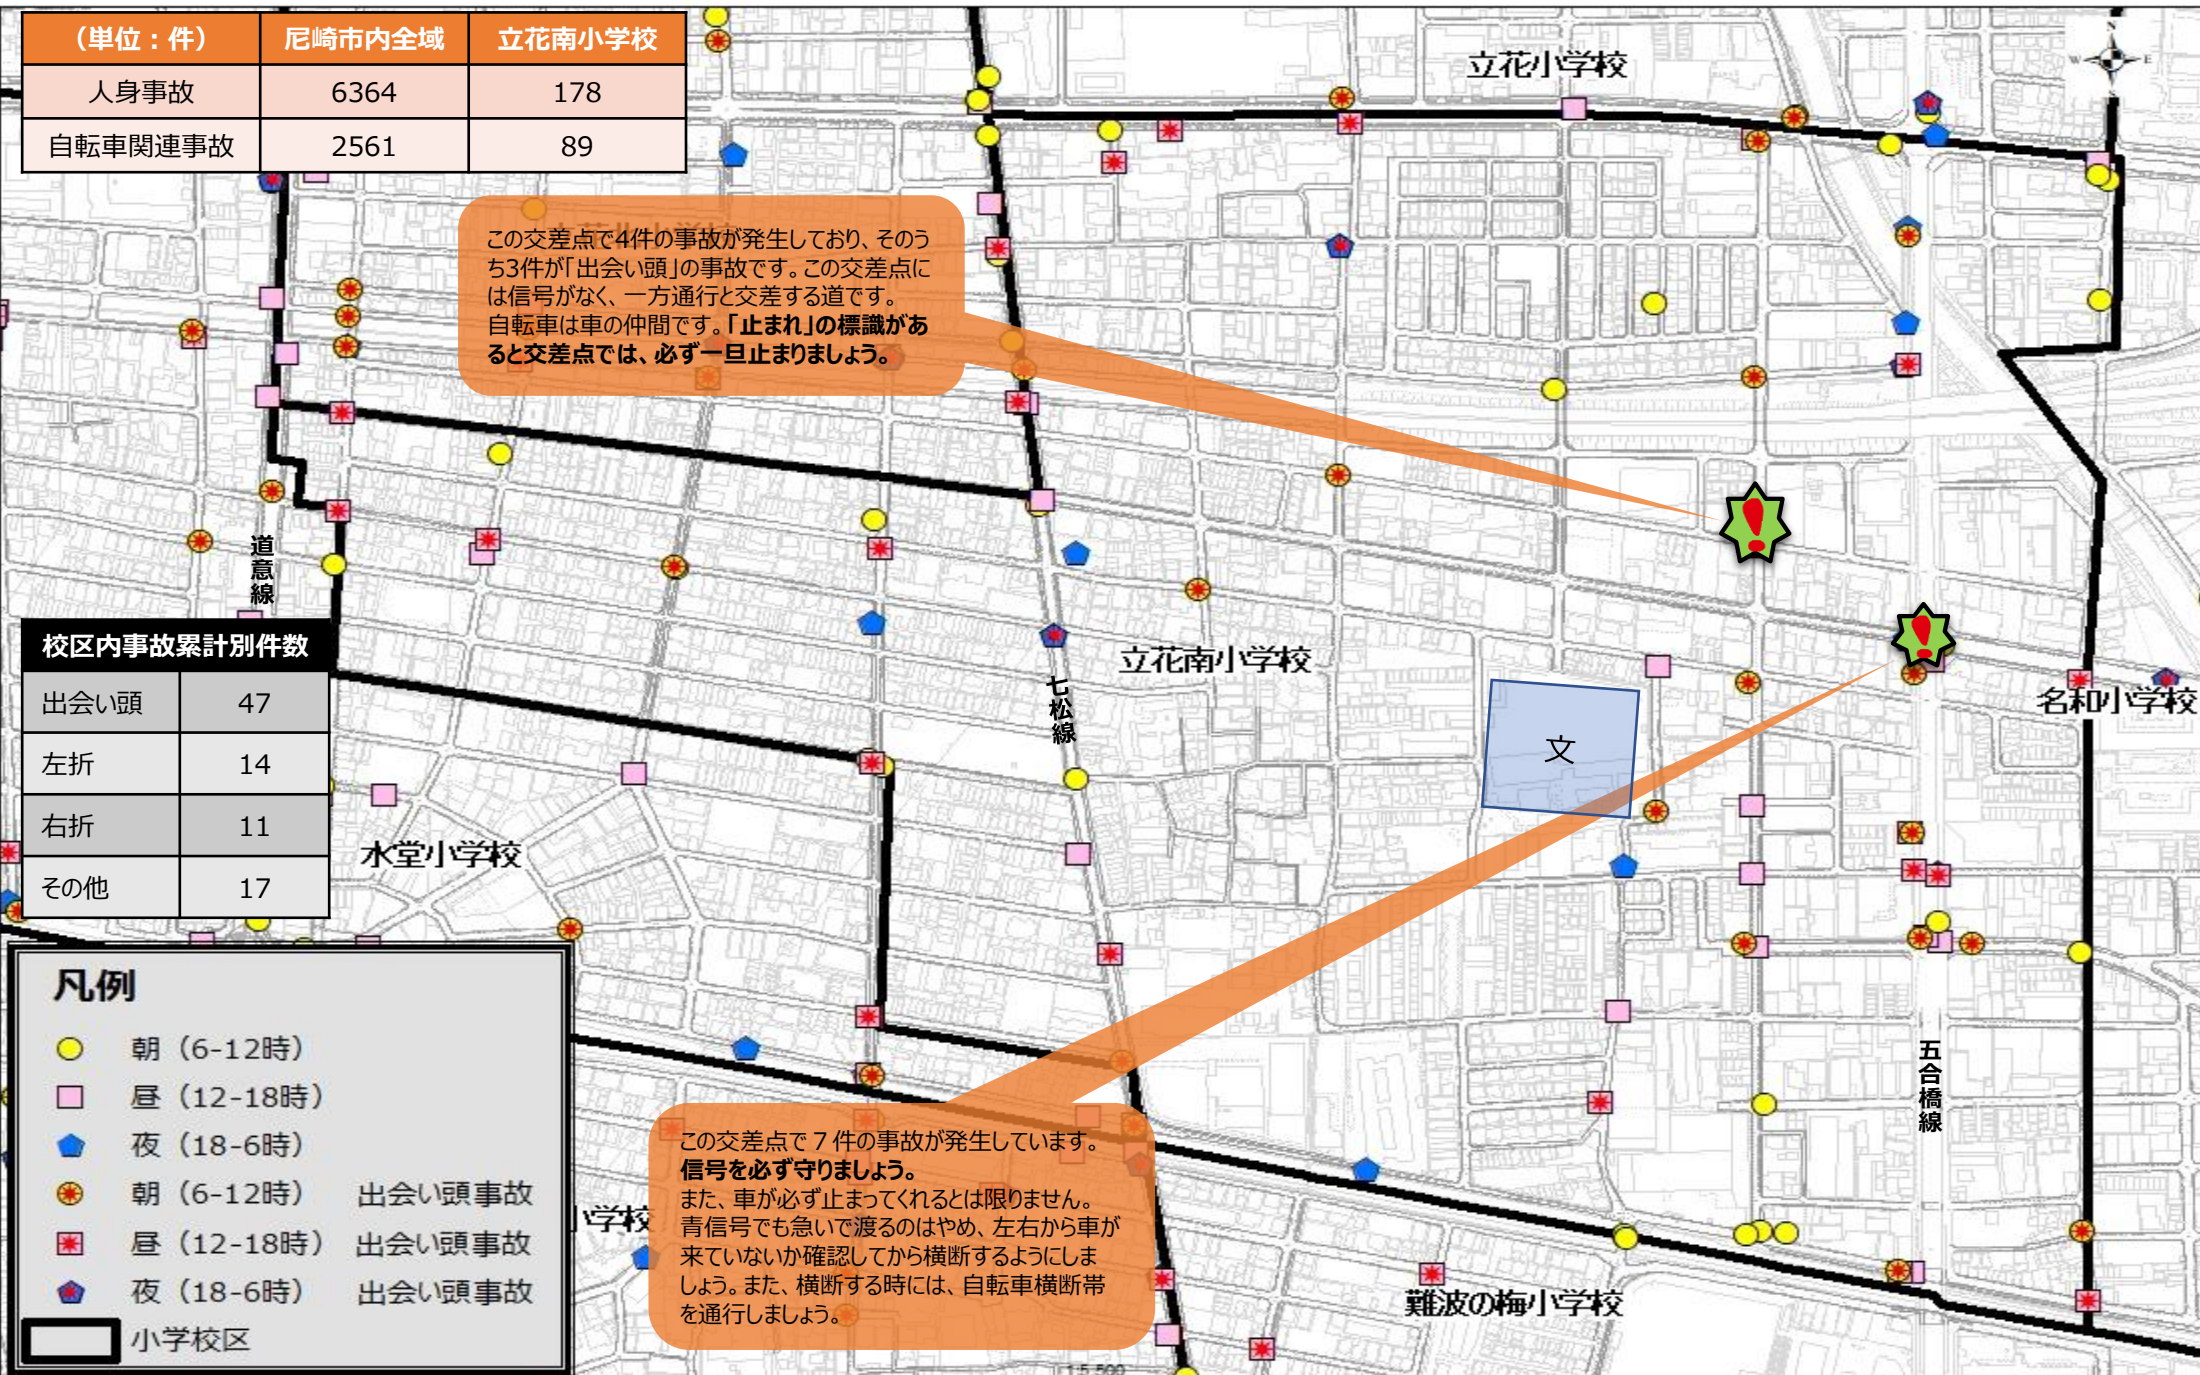 （単位：件） 尼崎市内全域 立花南小学校
人身事故 6364 178
自転車関連事故 2561 89
立花小学校
N
W E
この交差点で4件の事故が発生しており、そのう
ち3件が「出会い頭」の事故です。この交差点に
は信号がなく、一方通行と交差する道です。
自転車は車の仲間です。「止まれ」の標識があ
ると交差点では、必ず一旦止まりましょう。
道意線
校区内事故累計別件数
出会い頭 47
左折 14
右折 11
その他 17
立花南小学校
七松線
文
名和小学校
水堂小学校
五合橋線
凡例
朝（6-12時）
昼（12-18時）
夜（18-6時）
朝（6-12時） 出会い頭事故
昼（12-18時） 出会い頭事故
夜（18-6時） 出会い頭事故
小学校区
小学校
この交差点で７件の事故が発生しています。
信号を必ず守りましょう。
また、車が必ず止まってくれるとは限りません。
青信号でも急いで渡るのはやめ、左右から車が
来ていないか確認してから横断するようにしま
しょう。また、横断する時には、自転車横断帯
を通行しましょう。
難波の梅小学校
1:5,500